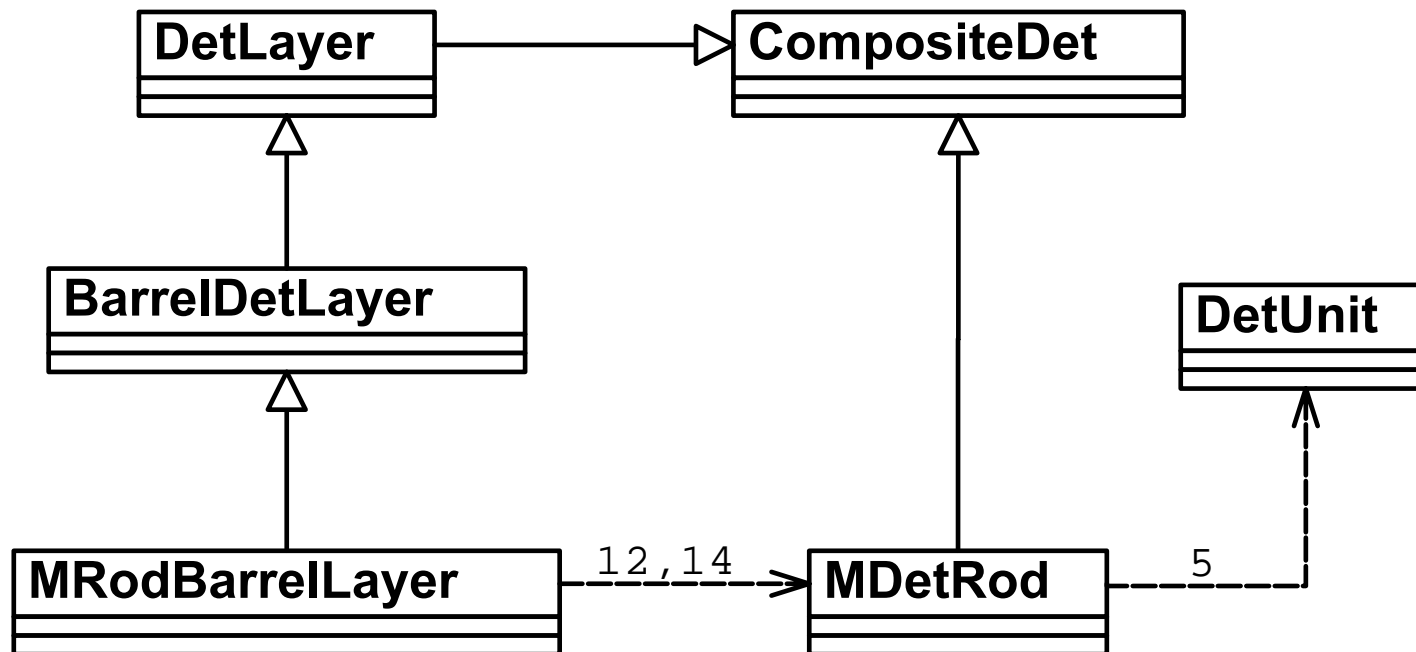 DetLayer
CompositeDet
BarrelDetLayer
DetUnit
MRodBarrelLayer
12,14
MDetRod
5